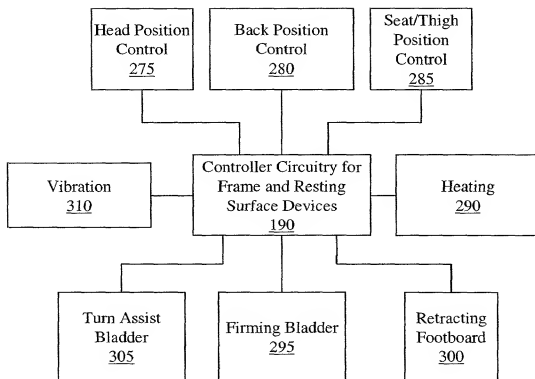 Head Position
Control
275
Back Position
Control
280
Seat/Thigh
Position
Control
285
Vibration
310
Controller Circuitry for
Frame and Resting
Surface Devices
190
Heating
290
Turn Assist
Bladder
305
Firming Bladder
295
Retracting
Footboard
300